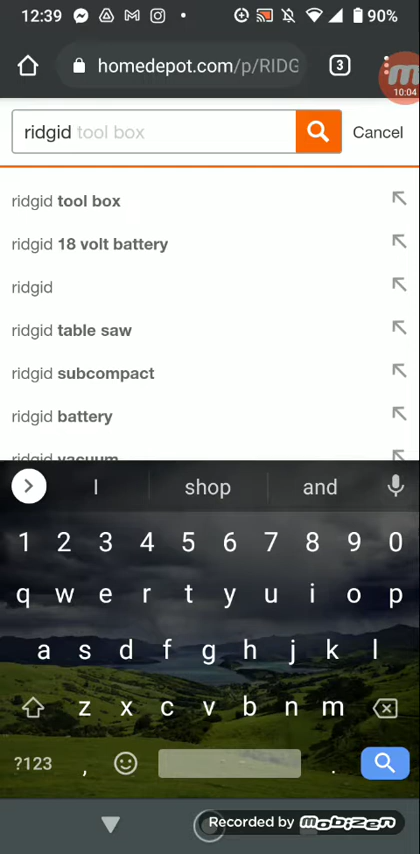 12:39 90%
homedepot.com/p/RIDG 3
10:04
ridgid tool box Cancel
ridgid tool box
ridgid 18 volt battery
ridgid
ridgid table saw
ridgid subcompact
ridgid battery
ridgid vacuum
I shop and
1 2 3 4 5 6 7 8 9 0
q w e r t y u i o p
a s d f g h j k l
z x c v b n m
?123 , .
Recorded by mobizen